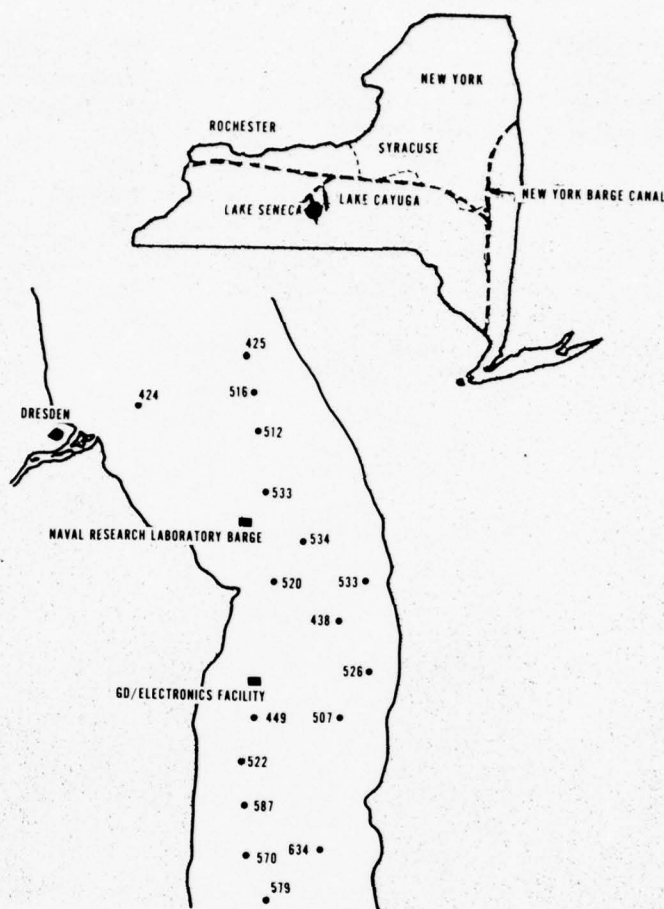 NEW YORK
ROCHESTER
SYRACUSE
NEW YORK BARGE CANAL
LAKE SENECA
LAKE CAYUGA
425
424
516
DRESDEN
512
533
NAVAL RESEARCH LABORATORY BARGE
534
520
533
438
526
GD/ELECTRONICS FACILITY
449
507
522
587
634
570
579